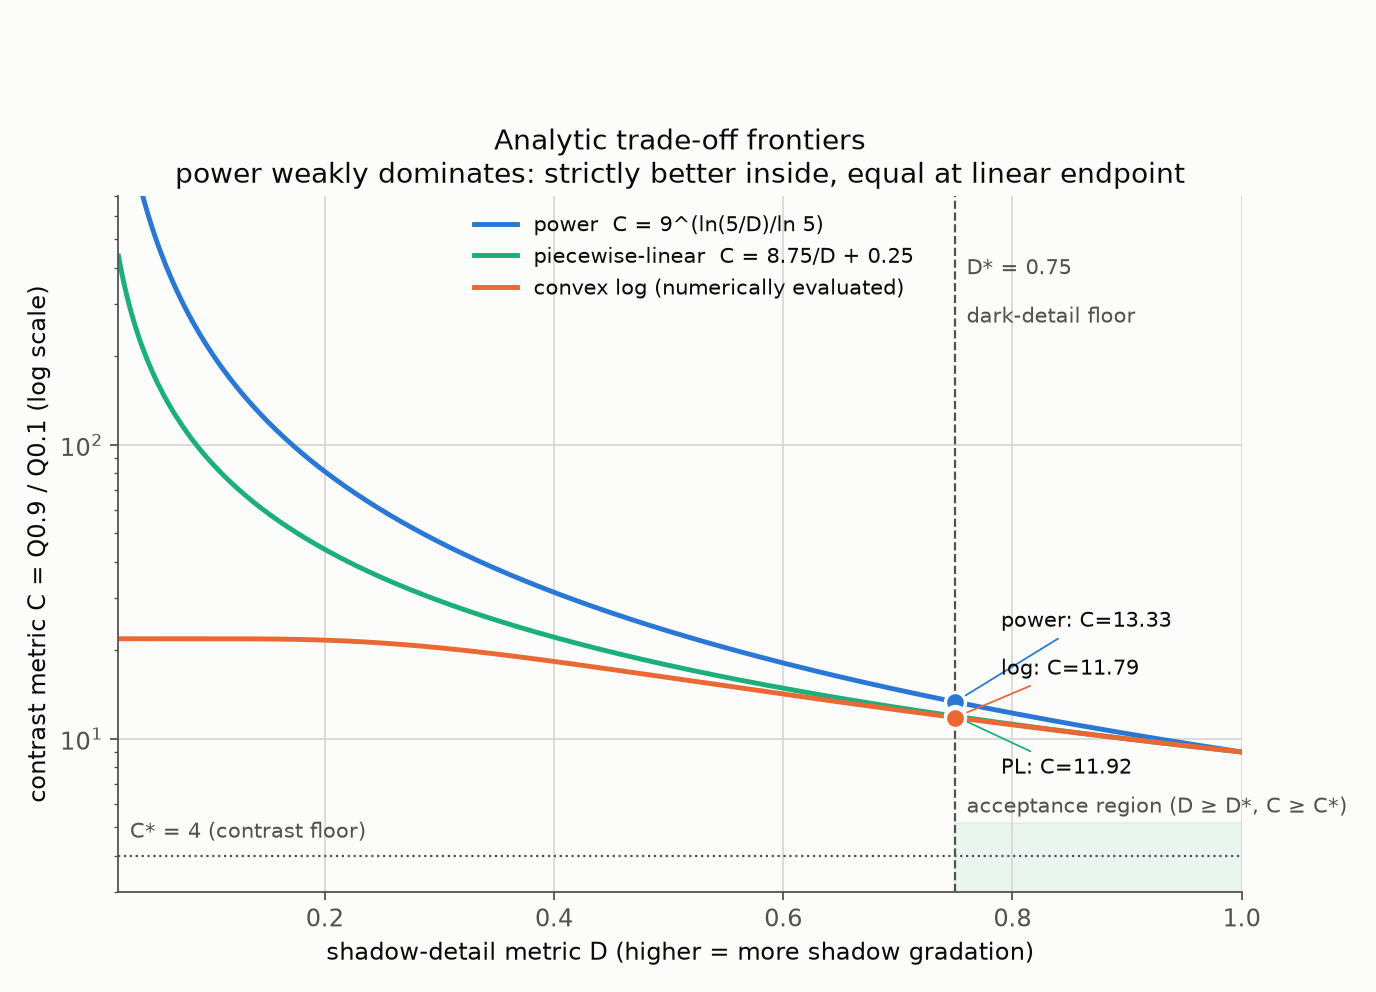 Analytic trade-off frontiers
power weakly dominates: strictly better inside, equal at linear endpoint
power  C = 9^(ln(5/D)/ln 5)
piecewise-linear  C = 8.75/D + 0.25
convex log (numerically evaluated)
D* = 0.75
dark-detail floor
contrast metric C = Q0.9 / Q0.1 (log scale)
10²
10¹
power: C=13.33
log: C=11.79
PL: C=11.92
acceptance region (D ≥ D*, C ≥ C*)
C* = 4 (contrast floor)
0.2 0.4 0.6 0.8 1.0
shadow-detail metric D (higher = more shadow gradation)